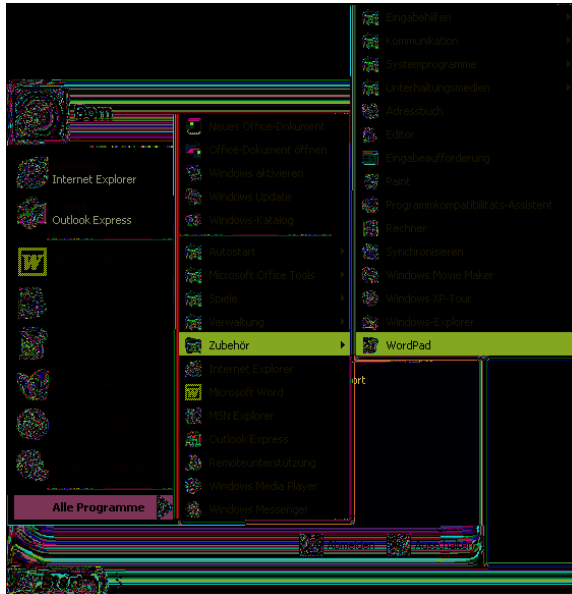 Eingabehilfen
Kommunikation
Systemprogramme
Unterhaltungsmedien
Adressbuch
Editor
Eingabeaufforderung
Paint
Programmkompatibilitäts-Assistent
Rechner
Synchronisieren
Windows Movie Maker
Windows XP-Tour
Windows-Explorer
WordPad
Neues Office-Dokument
Office-Dokument öffnen
Windows aktivieren
Windows Update
Windows-Katalog
Autostart
Microsoft Office Tools
Spiele
Verwaltung
Zubehör
Internet Explorer
Microsoft Word
MSN Explorer
Outlook Express
Remoteunterstützung
Windows Media Player
Windows Messenger
Internet Explorer
Outlook Express
ort
Alle Programme
Abmelden
Ausschalten